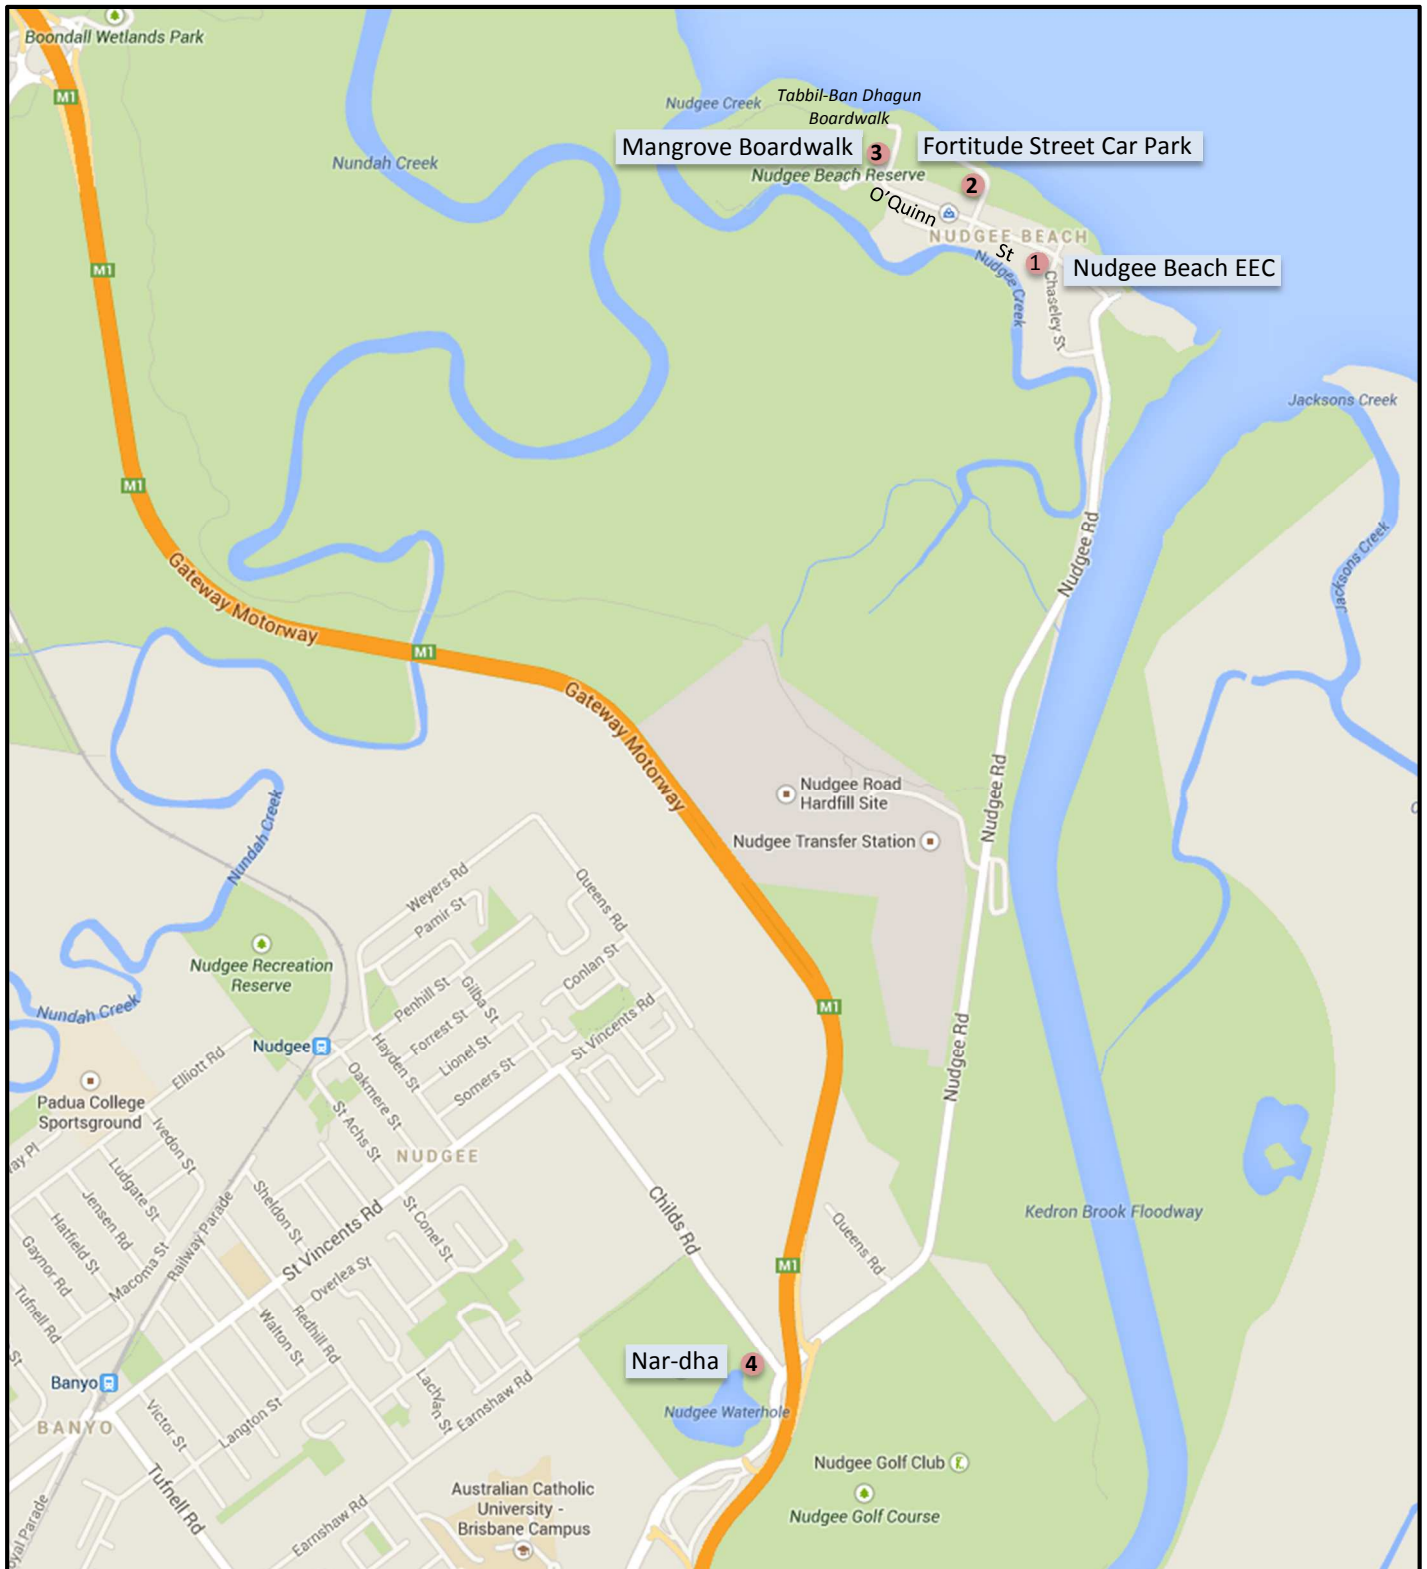 Boondall Wetlands Park
M1
Nudgee Creek
Tabbil-Ban Dhagun
Boardwalk
Mangrove Boardwalk
3
Fortitude Street Car Park
Nundah Creek
Nudgee Beach Reserve
2
O'Quinn
St
NUDGEE BEACH
1
Nudgee Beach EEC
M1
Nudgee Creek
Chaseley St
Jacksons Creek
M1
Nudgee Rd
Jacksons Creek
Gateway Motorway
M1
Gateway Motorway
Nudgee Road
Hardfill Site
Nudgee Rd
Nudgee Transfer Station
Nundah Creek
Weyers Rd
Queens Rd
Pamir St
Nudgee Recreation
Reserve
Conlan St
Penhill St
Gilba St
Nundah Creek
M1
Forrest St
St Vincents Rd
Nudgee
Hayden St
Lionel St
Elliott Rd
Oakmere St
Somers St
Nudgee Rd
Padua College
Sportsground
St Achs St
Ivedon St
ay Pl
NUDGEE
Ludgate St
Jensen Rd
Sheldon St
St Vincents Rd
St Conel St
Childs Rd
Kedron Brook Floodway
Hatfield St
Railway Parade
Queens Rd
Gaynor Rd
Macoma St
Overlea St
M1
Tufnell Rd
Walton St
Redhill Rd
St
Nar-dha
4
Banyo
Lachlan St
Earnshaw Rd
Nudgee Waterhole
BANYO
Victor St
Langton St
Nudgee Golf Club
Tufnell Rd
Australian Catholic
University -
Brisbane Campus
Nudgee Golf Course
Earnshaw Rd
oyal Parade